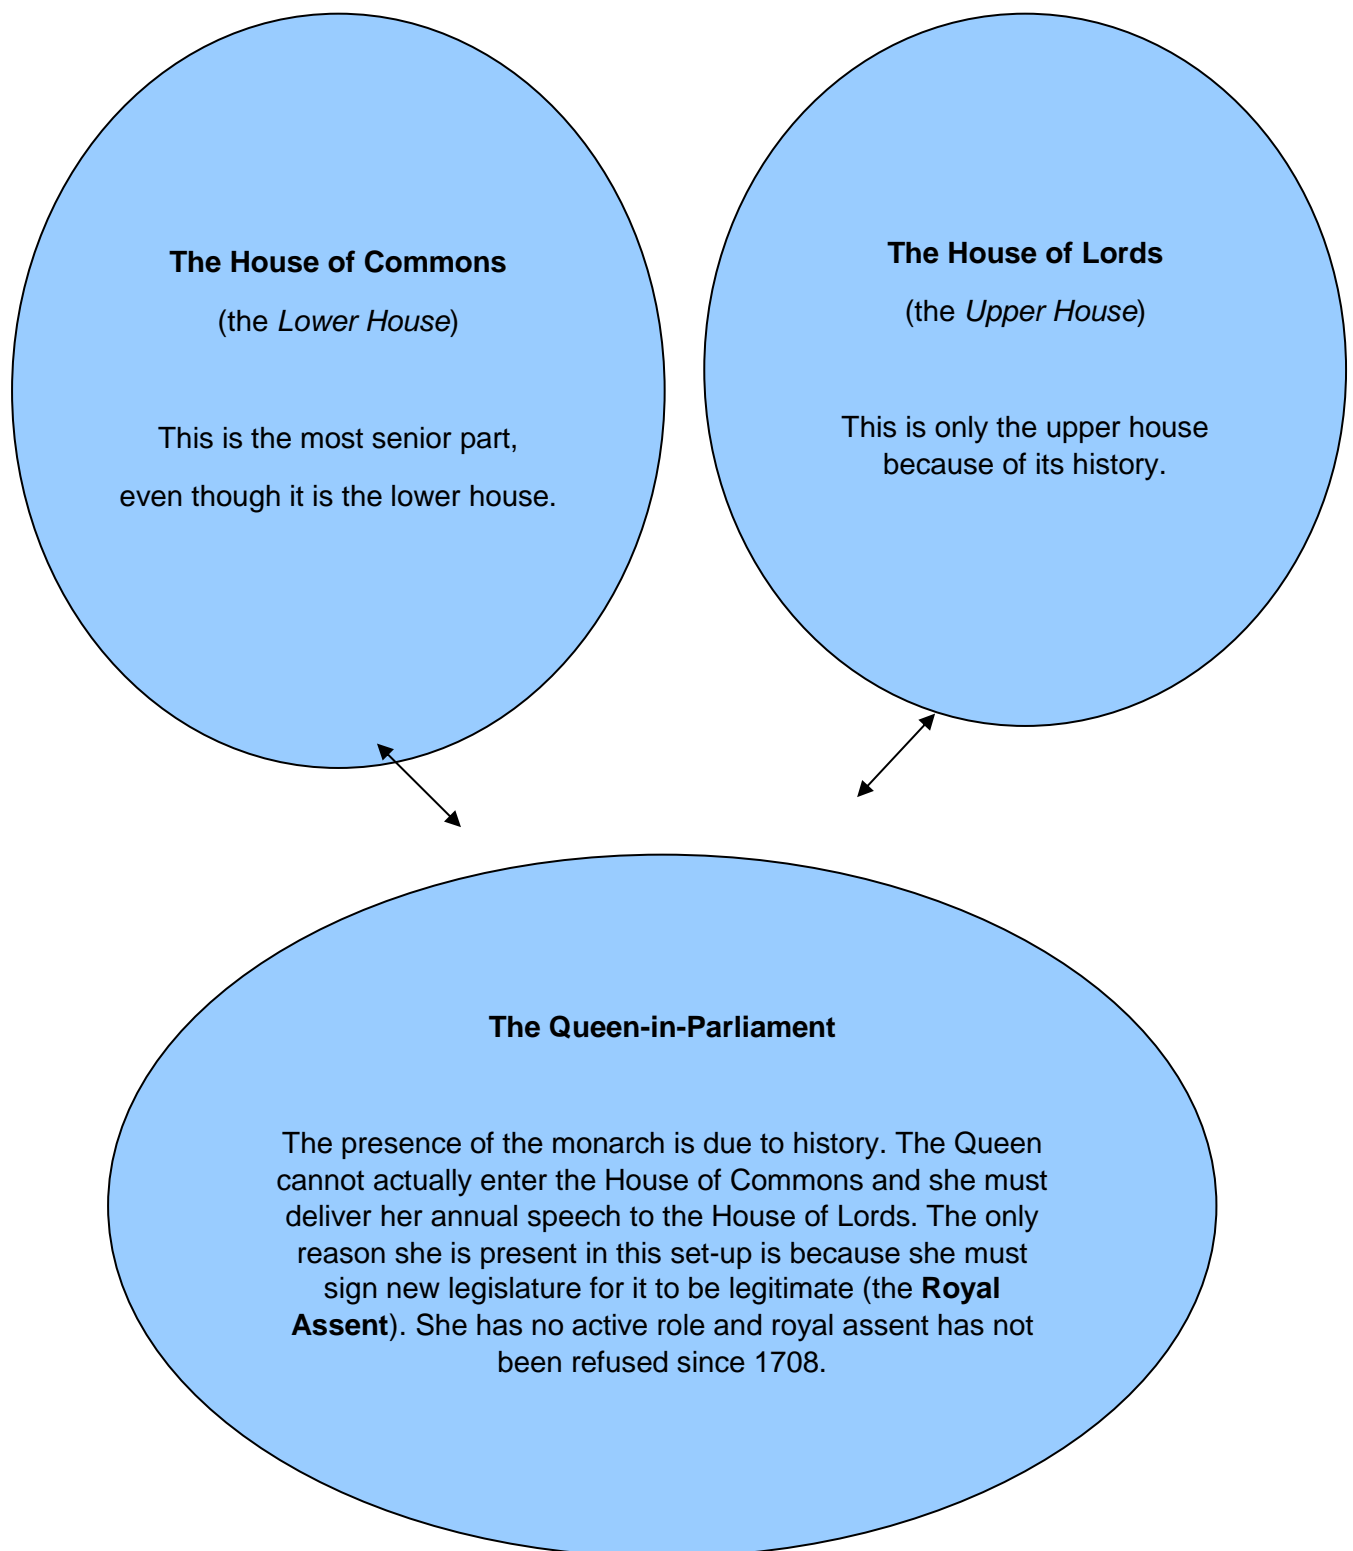 The House of Commons
(the Lower House)
This is the most senior part,
even though it is the lower house.
The House of Lords
(the Upper House)
This is only the upper house
because of its history.
The Queen-in-Parliament
The presence of the monarch is due to history. The Queen
cannot actually enter the House of Commons and she must
deliver her annual speech to the House of Lords. The only
reason she is present in this set-up is because she must
sign new legislature for it to be legitimate (the Royal
Assent). She has no active role and royal assent has not
been refused since 1708.